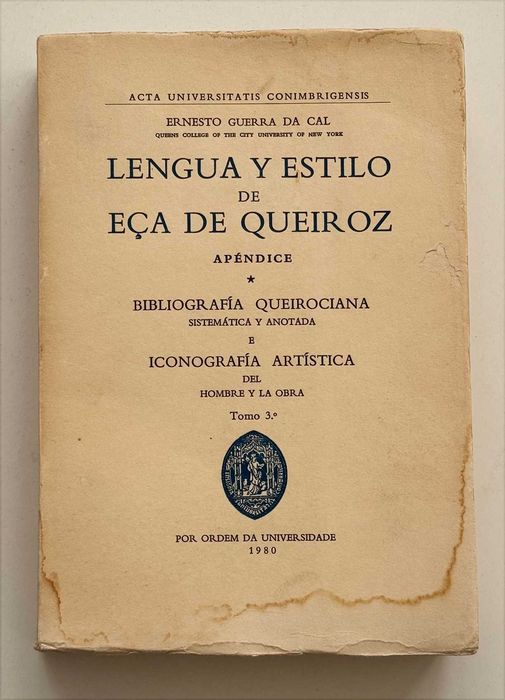 ACTA UNIVERSITATIS CONIMBRIGENSIS
ERNESTO GUERRA DA CAL
QUEENS COLLEGE OF THE CITY UNIVERSITY OF NEW YORK
LENGUA Y ESTILO
DE
EÇA DE QUEIROZ
APÉNDICE
★
BIBLIOGRAFÍA QUEIROCIANA
SISTEMÁTICA Y ANOTADA
E
ICONOGRAFÍA ARTÍSTICA
DEL
HOMBRE Y LA OBRA
Tomo 3.º
POR ORDEM DA UNIVERSIDADE
1980